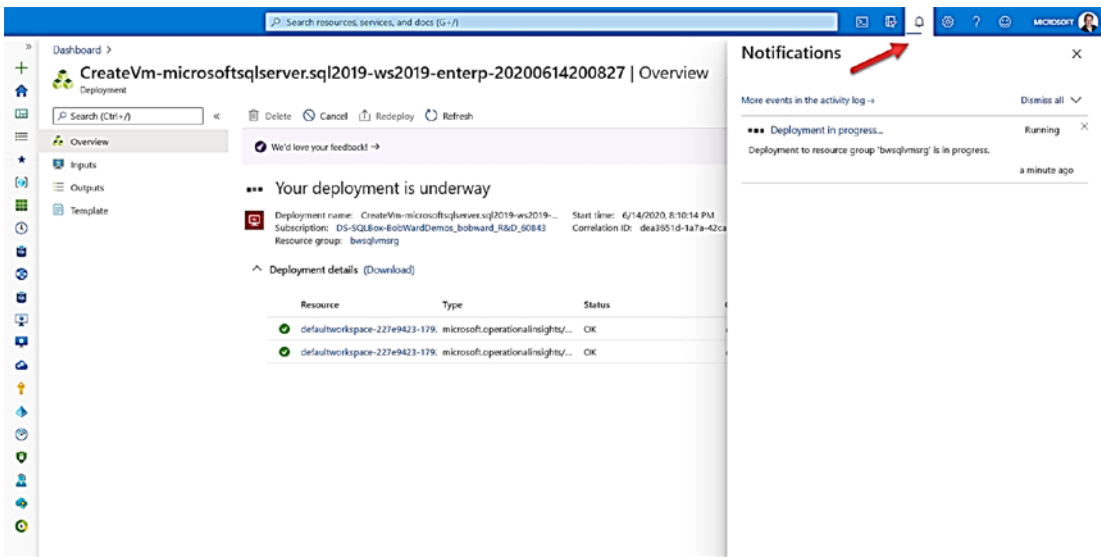 Search resources, services, and docs (G+/)
MICROSOFT
Dashboard >
CreateVm-microsoftsqlserver.sql2019-ws2019-enterp-20200614200827 | Overview
Deployment
Search (Ctrl+/)
Overview
Inputs
Outputs
Template
Delete Cancel Redeploy Refresh
We'd love your feedback! →
Your deployment is underway
Deployment name: CreateVm-microsoftsqlserver.sql2019-ws2019-...
Subscription: DS-SQLBox-BobWardDemos_bobward_R&D_60843
Resource group: bwsqlvmsrg
Start time: 6/14/2020, 8:10:14 PM
Correlation ID: dea3651d-1a7a-42ca
Deployment details (Download)
Resource Type Status
defaultworkspace-227e9423-179. microsoft.operationalinsights/... OK
defaultworkspace-227e9423-179. microsoft.operationalinsights/... OK
Notifications
More events in the activity log → Dismiss all
Deployment in progress... Running
Deployment to resource group 'bwsqlvmsrg' is in progress.
a minute ago